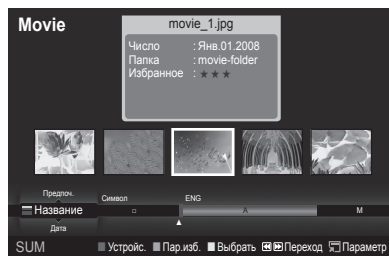 Movie
movie_1.jpg
Число : Янв.01.2008
Папка : movie-folder
Избранное : ★ ★ ★
Предпоч.
Символ ENG
Название A M
Дата
SUM Устройс. Пар.изб. Выбрать Переход Параметр